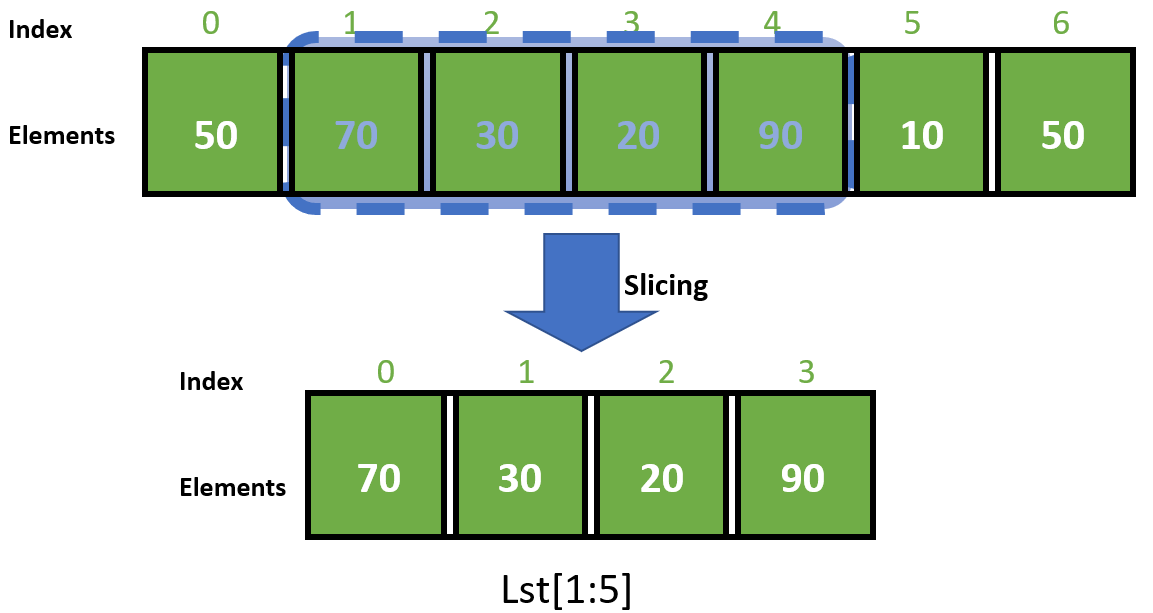 Index 0 1 2 3 4 5 6
Elements 50 70 30 20 90 10 50
Slicing
Index 0 1 2 3
Elements 70 30 20 90
Lst[1:5]